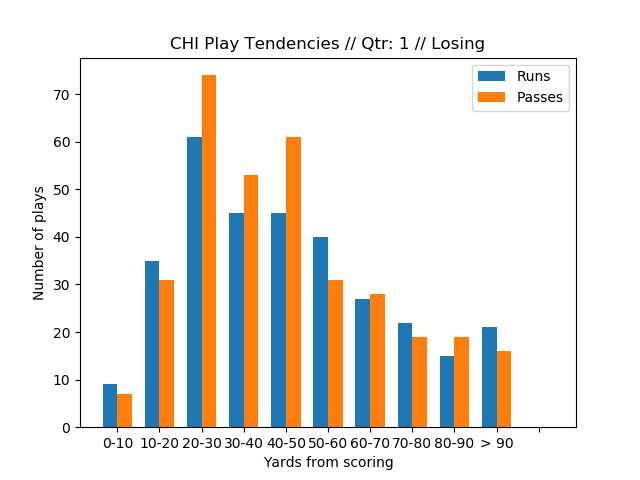 CHI Play Tendencies // Qtr: 1 // Losing
Runs
Passes
Number of plays
70
60
50
40
30
20
10
0
0-10 10-20 20-30 30-40 40-50 50-60 60-70 70-80 80-90 > 90
Yards from scoring